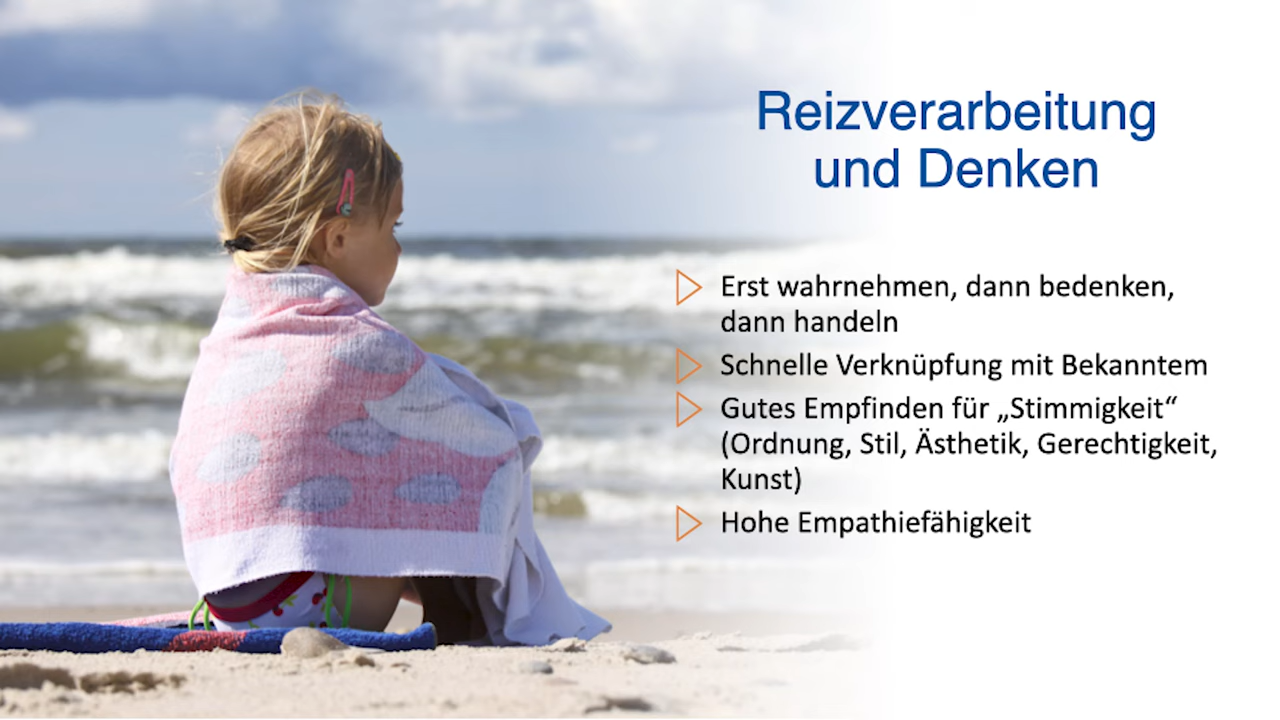 Reizverarbeitung
und Denken
Erst wahrnehmen, dann bedenken,
dann handeln
Schnelle Verknüpfung mit Bekanntem
Gutes Empfinden für „Stimmigkeit“
(Ordnung, Stil, Ästhetik, Gerechtigkeit,
Kunst)
Hohe Empathiefähigkeit